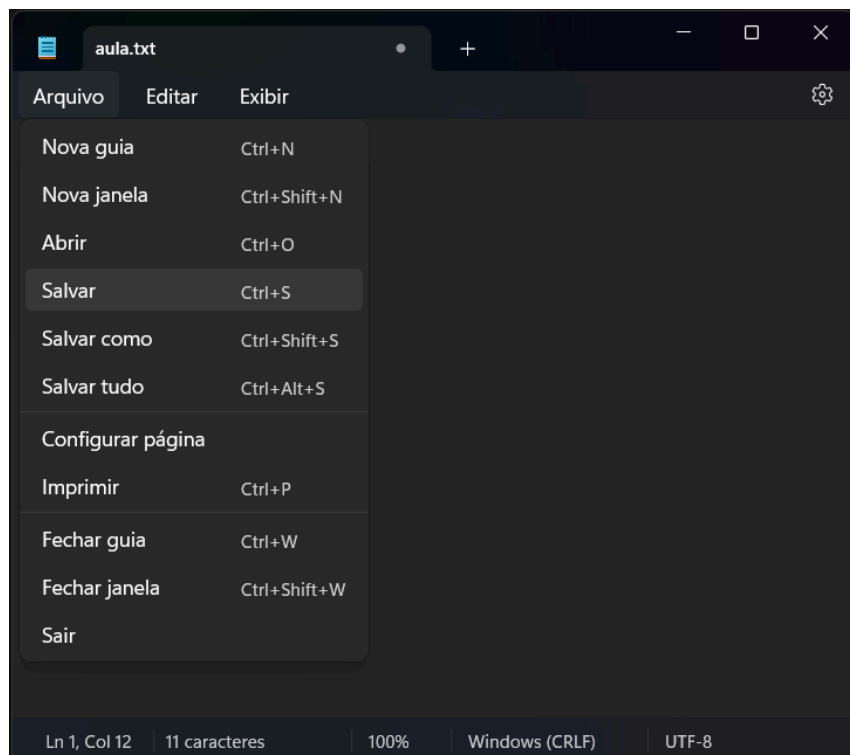 aula.txt
Arquivo Editar Exibir
Nova guia Ctrl+N
Nova janela Ctrl+Shift+N
Abrir Ctrl+O
Salvar Ctrl+S
Salvar como Ctrl+Shift+S
Salvar tudo Ctrl+Alt+S
Configurar página
Imprimir Ctrl+P
Fechar guia Ctrl+W
Fechar janela Ctrl+Shift+W
Sair
Ln 1, Col 12 11 caracteres 100% Windows (CRLF) UTF-8